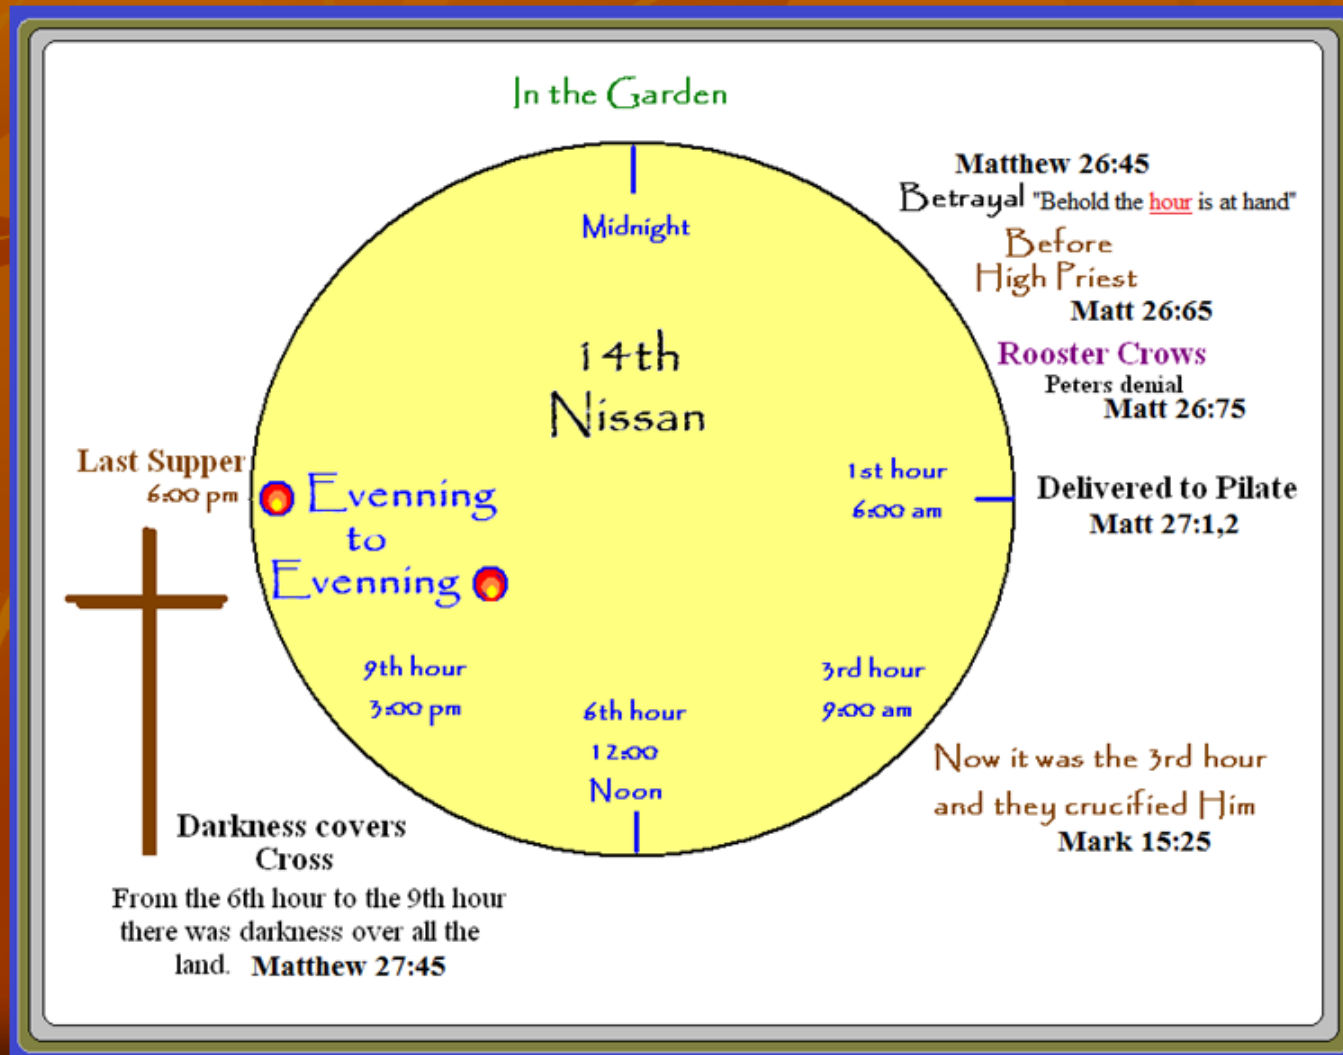 In the Garden
Matthew 26:45
Betrayal "Behold the hour is at hand"
Before
High Priest
Matt 26:65
Rooster Crows
Peters denial
Matt 26:75
Midnight
14th
Nissan
Last Supper
6:00 pm
Evenning
to
Evenning
1st hour
6:00 am
Delivered to Pilate
Matt 27:1,2
9th hour
3:00 pm
6th hour
12:00
Noon
3rd hour
9:00 am
Now it was the 3rd hour
and they crucified Him
Mark 15:25
Darkness covers
Cross
From the 6th hour to the 9th hour
there was darkness over all the
land. Matthew 27:45